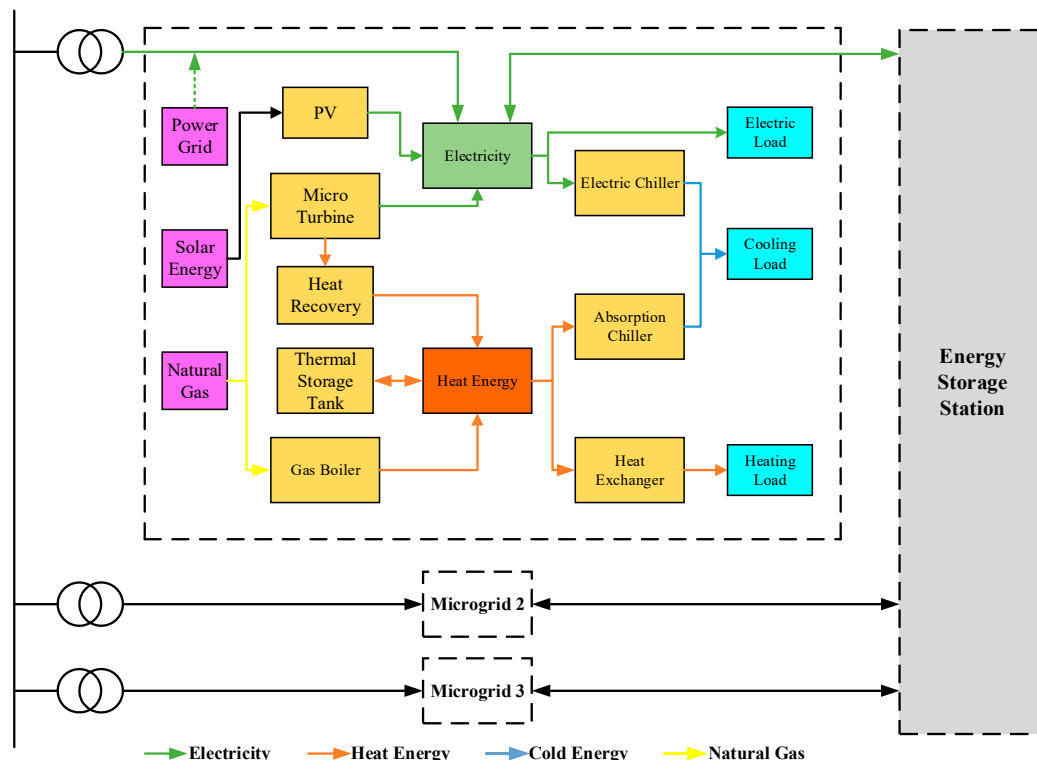 Power
Grid
PV
Electricity
Electric
Load
Electric Chiller
Micro
Turbine
Solar
Energy
Cooling
Load
Heat
Recovery
Absorption
Chiller
Natural
Gas
Thermal
Storage
Tank
Heat Energy
Energy
Storage
Station
Gas Boiler
Heat
Exchanger
Heating
Load
Microgrid 2
Microgrid 3
Electricity
Heat Energy
Cold Energy
Natural Gas